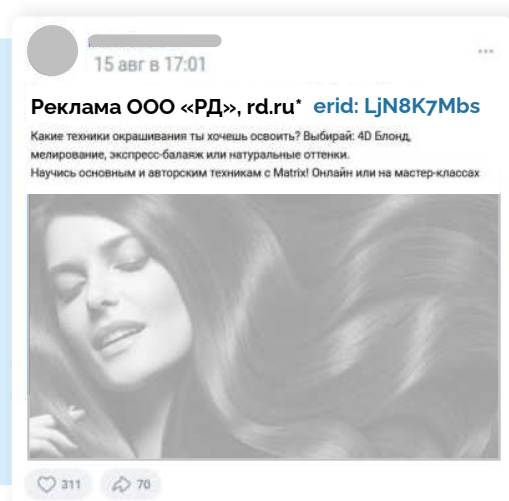 15 авг в 17:01
Реклама ООО «РД», rd.ru* erid: LjN8K7Mbs
Какие техники окрашивания ты хочешь освоить? Выбирай: 4D Блонд,
мелирование, экспресс-балаяж или натуральные оттенки.
Научись основным и авторским техникам с Matrix! Онлайн или на мастер-классах
311 70